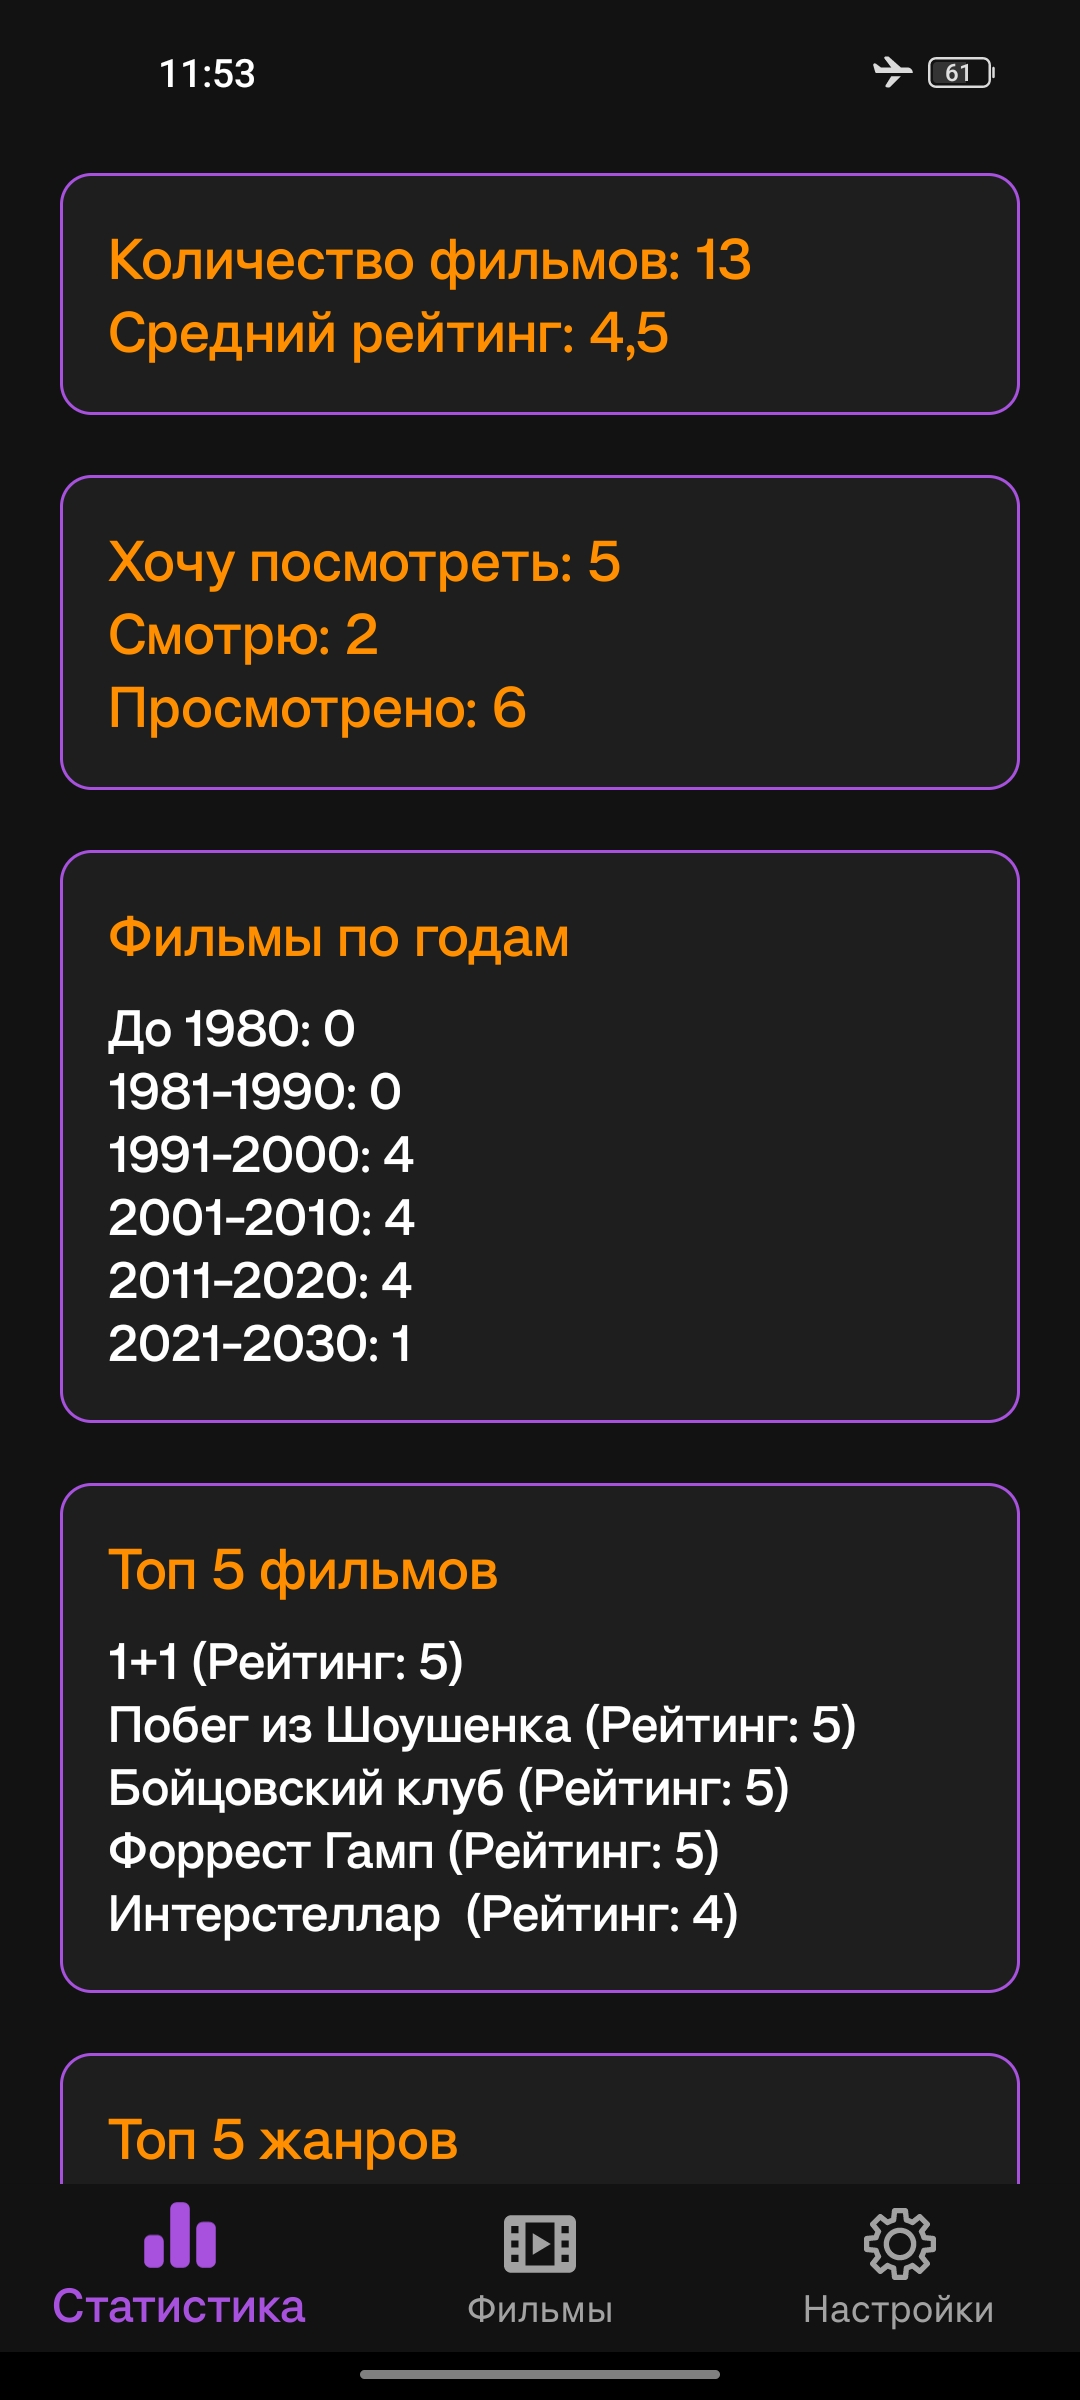 11:53
61
Количество фильмов: 13
Средний рейтинг: 4,5
Хочу посмотреть: 5
Смотрю: 2
Просмотрено: 6
Фильмы по годам
До 1980: 0
1981-1990: 0
1991-2000: 4
2001-2010: 4
2011-2020: 4
2021-2030: 1
Топ 5 фильмов
1+1 (Рейтинг: 5)
Побег из Шоушенка (Рейтинг: 5)
Бойцовский клуб (Рейтинг: 5)
Форрест Гамп (Рейтинг: 5)
Интерстеллар  (Рейтинг: 4)
Топ 5 жанров
Статистика
Фильмы
Настройки